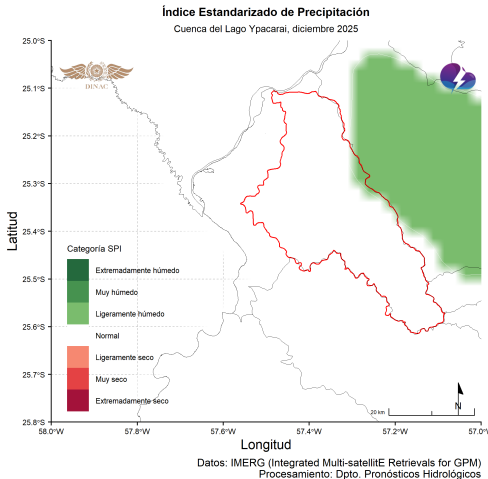 Índice Estandarizado de Precipitación
Cuenca del Lago Ypacarai, diciembre 2025
25.0°S
25.1°S
25.2°S
25.3°S
25.4°S
25.5°S
25.6°S
25.7°S
25.8°S
Latitud
DINAC
Categoría SPI
Extremadamente húmedo
Muy húmedo
Ligeramente húmedo
Normal
Ligeramente seco
Muy seco
Extremadamente seco
20 km
N
58.0°W
57.8°W
57.6°W
57.4°W
57.2°W
57.0°W
Longitud
Datos: IMERG (Integrated Multi-satellitE Retrievals for GPM)
Procesamiento: Dpto. Pronósticos Hidrológicos